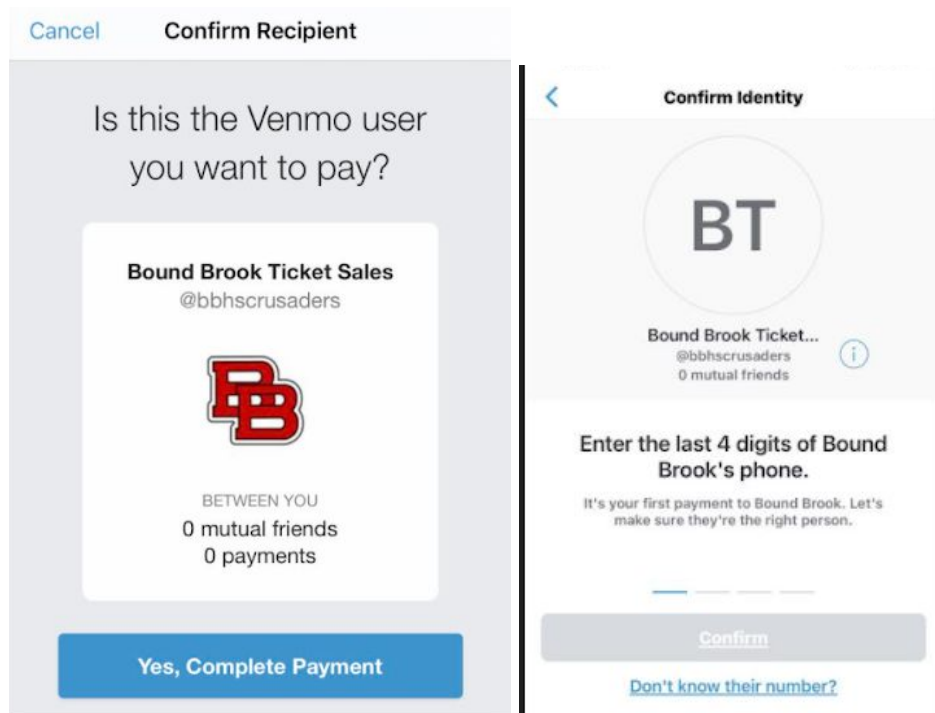 Cancel
Confirm Recipient
Is this the Venmo user
you want to pay?
Bound Brook Ticket Sales
@bbhscrusaders
BB
BETWEEN YOU
0 mutual friends
0 payments
Yes, Complete Payment
Confirm Identity
BT
Bound Brook Ticket...
@bbhscrusaders
0 mutual friends
Enter the last 4 digits of Bound
Brook's phone.
It's your first payment to Bound Brook. Let's
make sure they're the right person.
Confirm
Don't know their number?